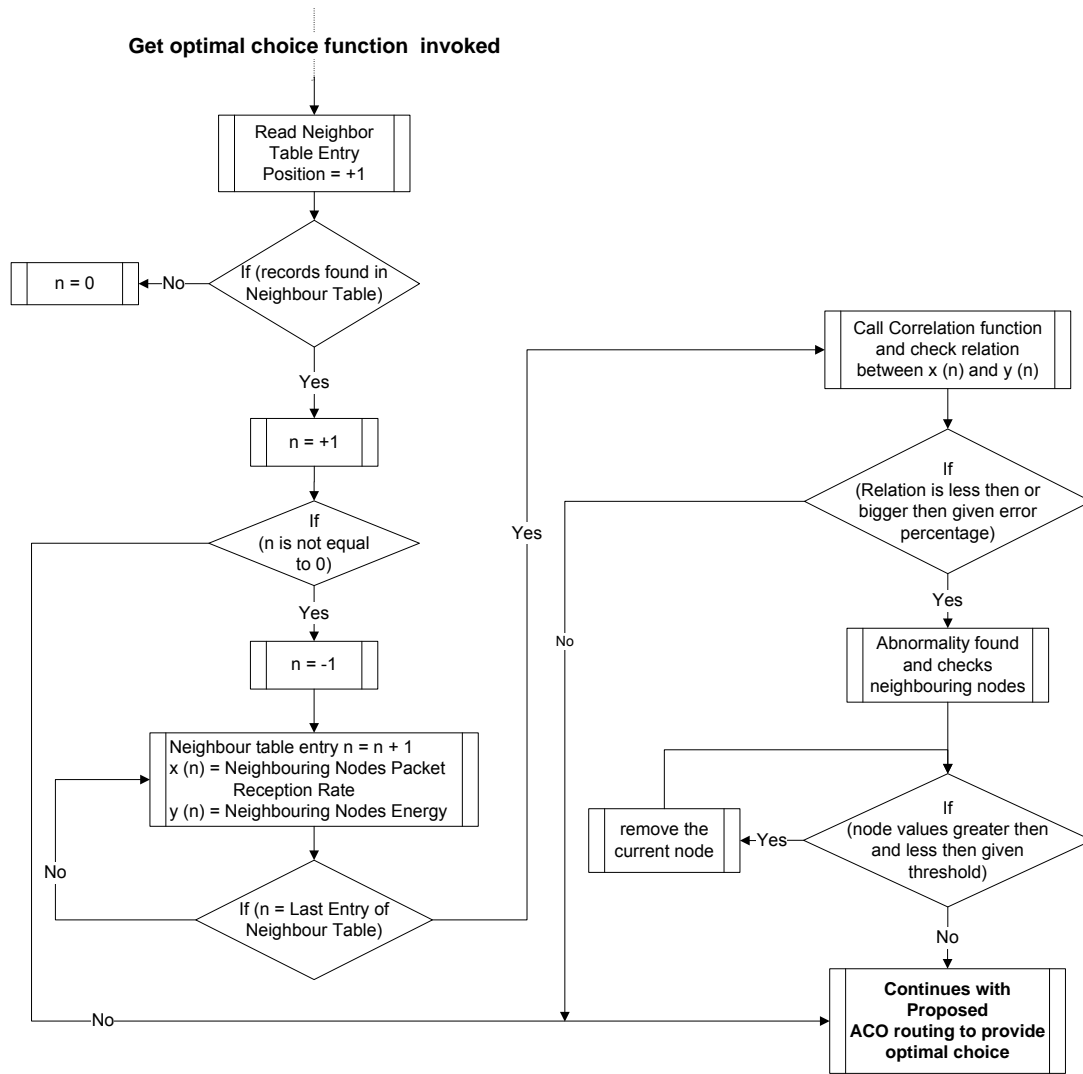 Get optimal choice function invoked
Read Neighbor
Table Entry
Position = +1
If (records found in
Neighbour Table)
No
n = 0
Yes
n = +1
If
(n is not equal
to 0)
Yes
n = -1
Neighbour table entry n = n + 1
x (n) = Neighbouring Nodes Packet
Reception Rate
y (n) = Neighbouring Nodes Energy
No
If (n = Last Entry of
Neighbour Table)
Yes
Call Correlation function
and check relation
between x (n) and y (n)
If
(Relation is less then or
bigger then given error
percentage)
No
Yes
Abnormality found
and checks
neighbouring nodes
If
(node values greater then
and less then given
threshold)
Yes
remove the
current node
No
No
Continues with
Proposed
ACO routing to provide
optimal choice